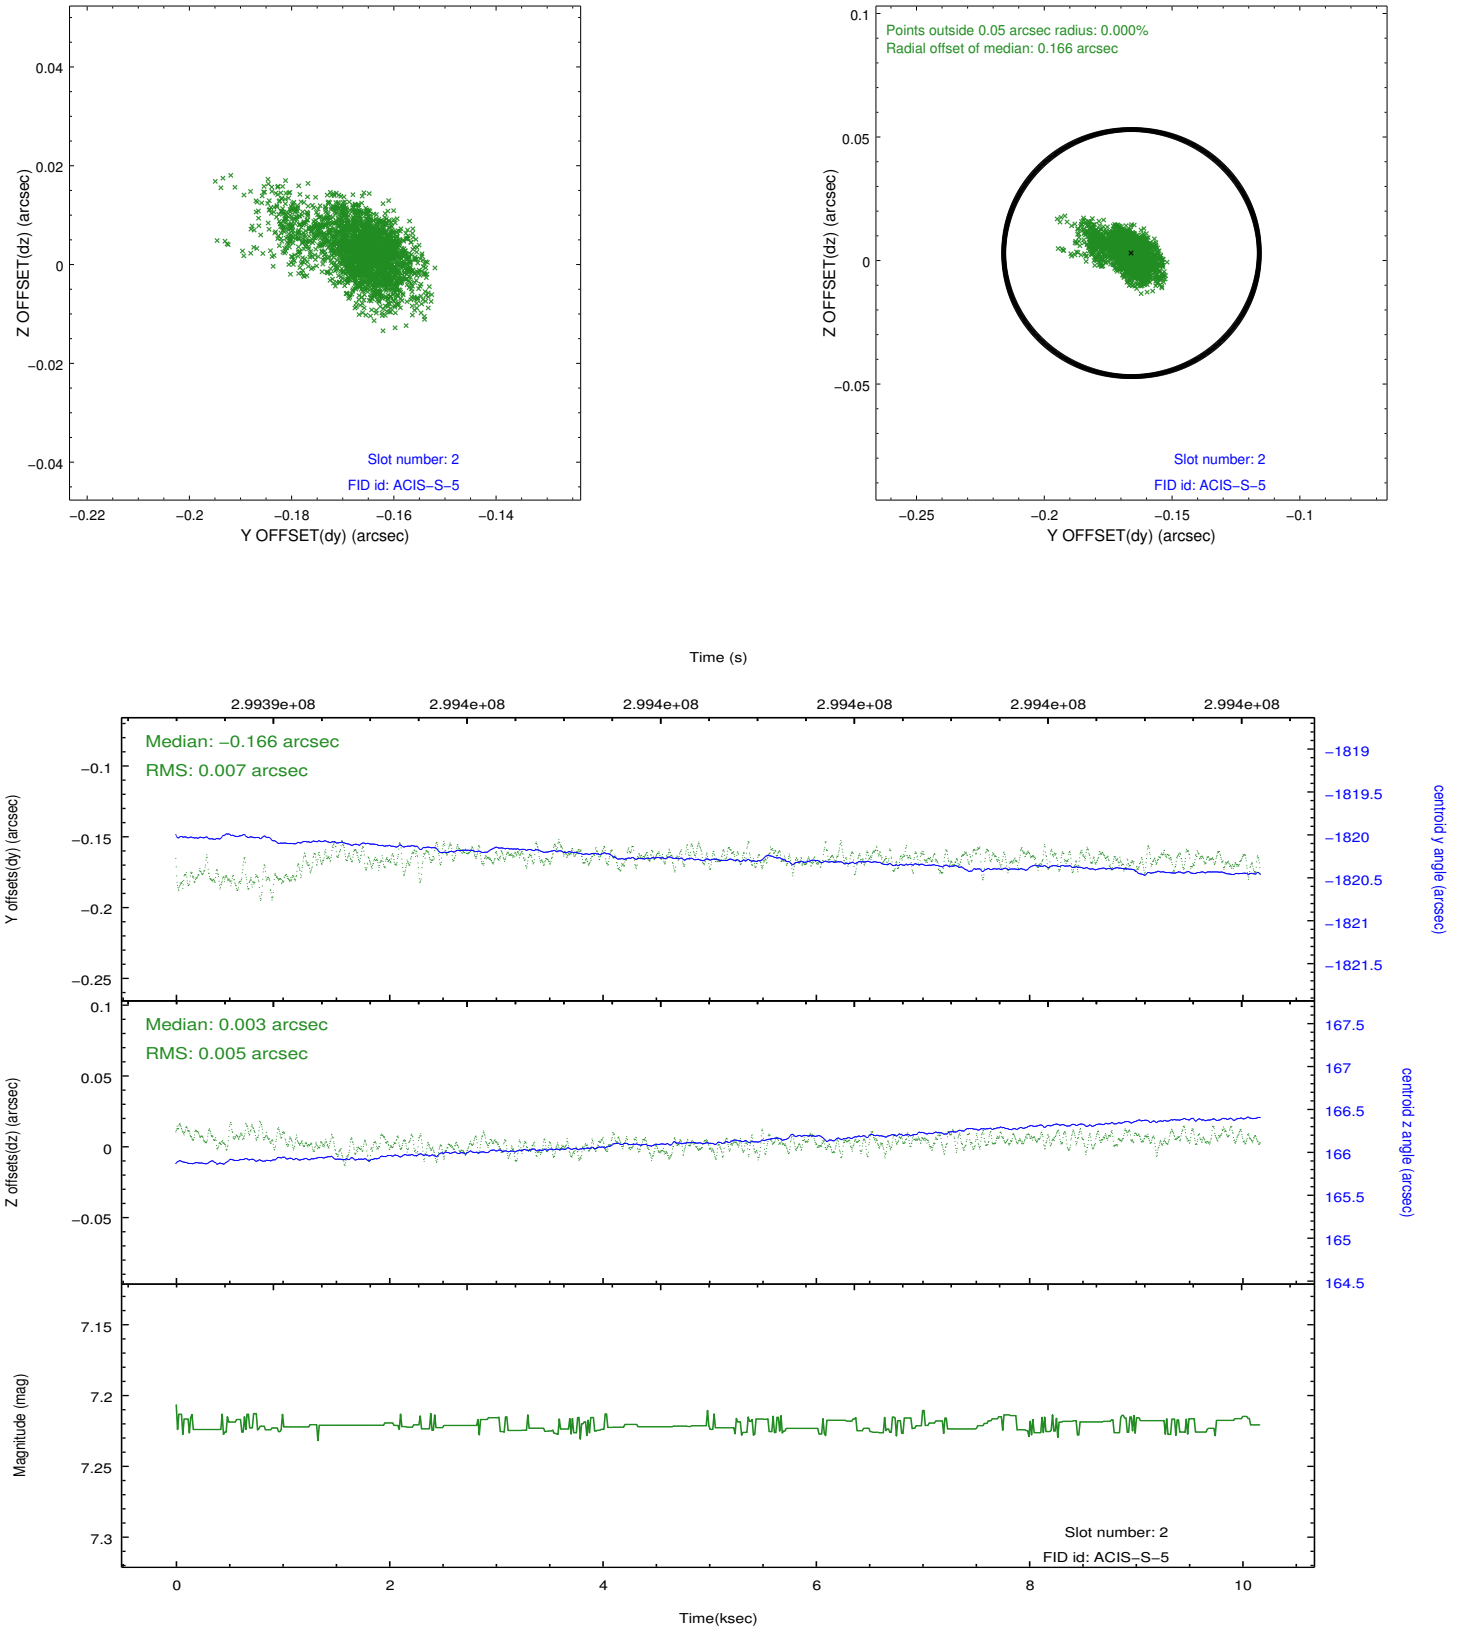 0.04
0.02
0
−0.02
−0.04
Z OFFSET(dz) (arcsec)
Slot number: 2
FID id: ACIS−S−5
−0.22
−0.2
−0.18
−0.16
−0.14
Y OFFSET(dy) (arcsec)
Points outside 0.05 arcsec radius: 0.000%
Radial offset of median: 0.166 arcsec
0.1
0.05
0
−0.05
Z OFFSET(dz) (arcsec)
Slot number: 2
FID id: ACIS−S−5
−0.25
−0.2
−0.15
−0.1
Y OFFSET(dy) (arcsec)
Time (s)
2.9939e+08
2.994e+08
2.994e+08
2.994e+08
2.994e+08
2.994e+08
Median: −0.166 arcsec
RMS: 0.007 arcsec
−0.1
−0.15
−0.2
−0.25
Y offsets(dy) (arcsec)
−1819
−1819.5
−1820
−1820.5
−1821
−1821.5
centroid y angle (arcsec)
Median: 0.003 arcsec
RMS: 0.005 arcsec
0.1
0.05
0
−0.05
Z offsets(dz) (arcsec)
167.5
167
166.5
166
165.5
165
164.5
centroid z angle (arcsec)
7.15
7.2
7.25
7.3
Magnitude (mag)
Slot number: 2
FID id: ACIS−S−5
0
2
4
6
8
10
Time(ksec)